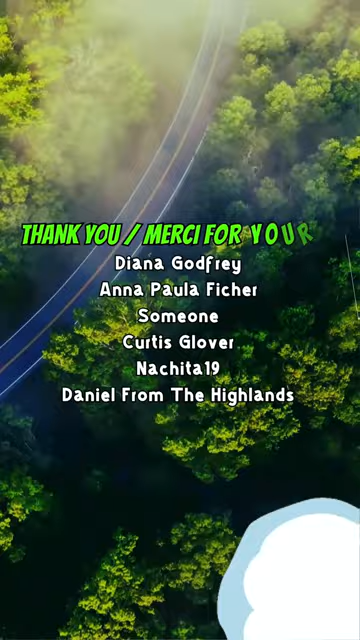 THANK YOU / MERCI FOR YOUR
Diana Godfrey
Anna Paula Ficher
Someone
Curtis Glover
Nachita19
Daniel From The Highlands